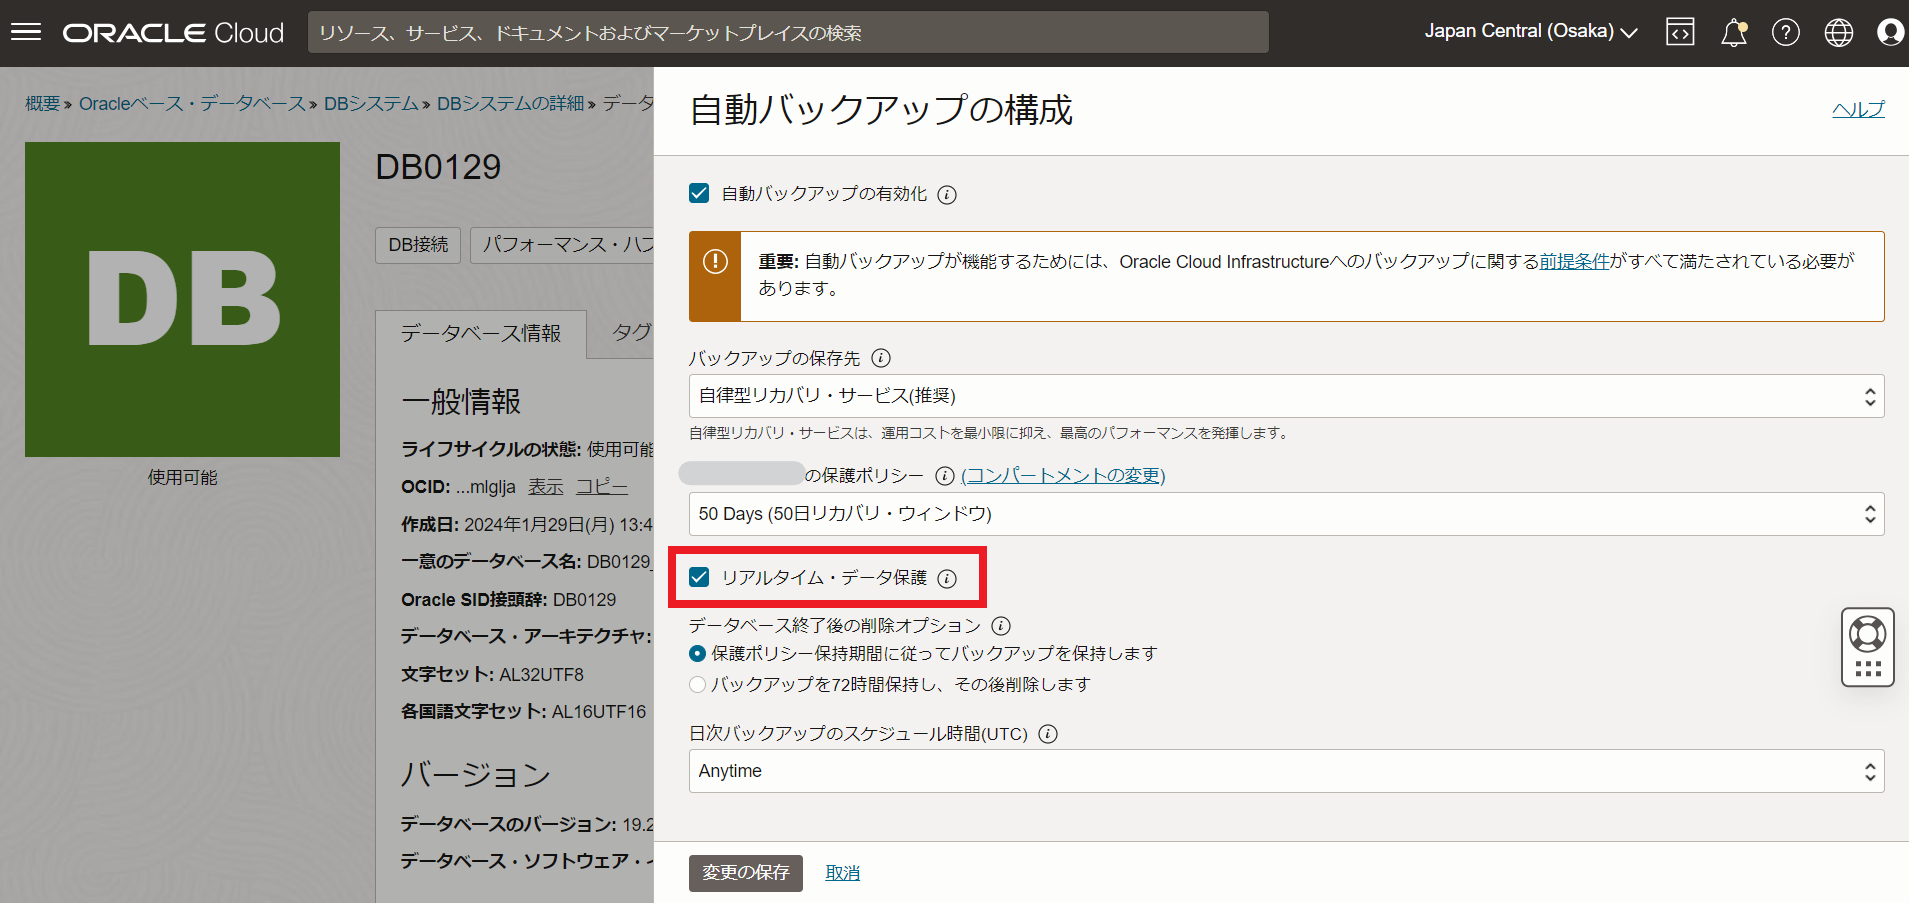 ORACLE Cloud
リソース、サービス、ドキュメントおよびマーケットプレイスの検索
Japan Central (Osaka)
概要 » Oracleベース・データベース » DBシステム » DBシステムの詳細 » データ
DB
使用可能
DB0129
DB接続
パフォーマンス・ハブ
データベース情報
タグ
一般情報
ライフサイクルの状態: 使用可能
OCID: ...mlglja 表示 コピー
作成日: 2024年1月29日(月) 13:4
一意のデータベース名: DB0129_
Oracle SID接頭辞: DB0129
データベース・アーキテクチャ:
文字セット: AL32UTF8
各国語文字セット: AL16UTF16
バージョン
データベースのバージョン: 19.2
データベース・ソフトウェア・イ
自動バックアップの構成
ヘルプ
自動バックアップの有効化
重要: 自動バックアップが機能するためには、Oracle Cloud Infrastructureへのバックアップに関する前提条件がすべて満たされている必要が
あります。
バックアップの保存先
自律型リカバリ・サービス(推奨)
自律型リカバリ・サービスは、運用コストを最小限に抑え、最高のパフォーマンスを発揮します。
の保護ポリシー (コンパートメントの変更)
50 Days (50日リカバリ・ウィンドウ)
リアルタイム・データ保護
データベース終了後の削除オプション
保護ポリシー保持期間に従ってバックアップを保持します
バックアップを72時間保持し、その後削除します
日次バックアップのスケジュール時間(UTC)
Anytime
変更の保存
取消